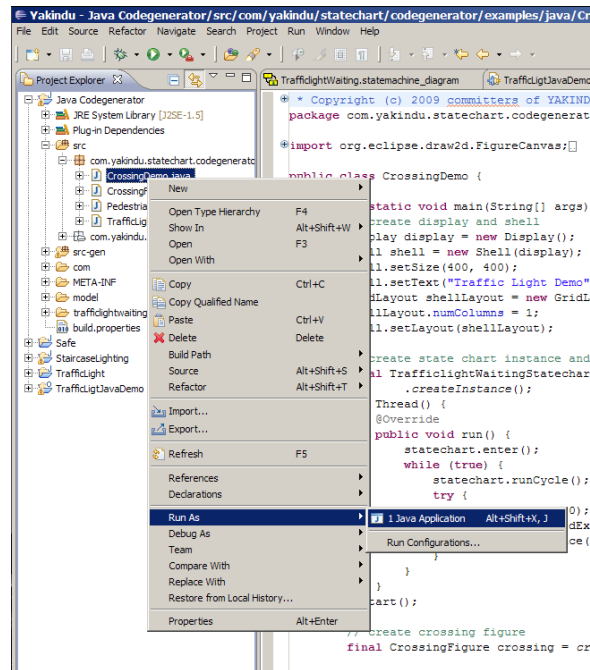 Yakindu - Java Codegenerator/src/com/yakindu/statechart/codegenerator/examples/java/Cr
File Edit Source Refactor Navigate Search Project Run Window Help
Project Explorer
TrafficlightWaiting.statemachine_diagram
TrafficLigtJavaDemo
Java Codegenerator
JRE System Library [J2SE-1.5]
Plug-in Dependencies
src
com.yakindu.statechart.codegenerato
CrossingDemo.java
CrossingF
Pedestria
TrafficLig
com.yakindu.
src-gen
com
META-INF
model
trafficlightwaiting
build.properties
Safe
StaircaseLighting
TrafficLight
TrafficLigtJavaDemo
New
Open Type Hierarchy F4
Show In Alt+Shift+W
Open F3
Open With
Copy Ctrl+C
Copy Qualified Name
Paste Ctrl+V
Delete Delete
Build Path
Source Alt+Shift+S
Refactor Alt+Shift+T
Import...
Export...
Refresh F5
References
Declarations
Run As
Debug As
Team
Compare With
Replace With
Restore from Local History...
Properties Alt+Enter
1 Java Application Alt+Shift+X, J
Run Configurations...
* Copyright (c) 2009 committers of YAKIND
package com.yakindu.statechart.codegenerat
import org.eclipse.draw2d.FigureCanvas;
public class CrossingDemo {
static void main(String[] args)
create display and shell
play display = new Display();
ll shell = new Shell(display);
ll.setSize(400, 400);
ll.setText("Traffic Light Demo"
dLayout shellLayout = new GridL
llLayout.numColumns = 1;
ll.setLayout(shellLayout);
create state chart instance and
al TrafficlightWaitingStatechar
.createInstance();
Thread() {
@Override
public void run() {
statechart.enter();
while (true) {
statechart.runCycle();
try {
0);
dEx
ce(
}
}
}
tart();
// create crossing figure
final CrossingFigure crossing = cr